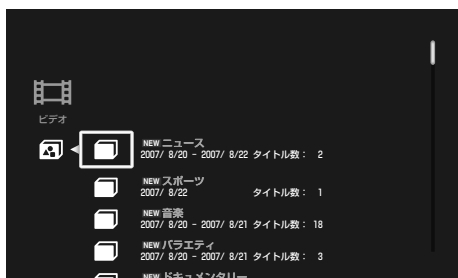 ビデオ
NEW ニュース
2007/ 8/20 - 2007/ 8/22 タイトル数： 2
NEW スポーツ
2007/ 8/22 タイトル数： 1
NEW 音楽
2007/ 8/20 - 2007/ 8/21 タイトル数： 18
NEW バラエティ
2007/ 8/20 - 2007/ 8/21 タイトル数： 3
NEW ドキュメンタリー